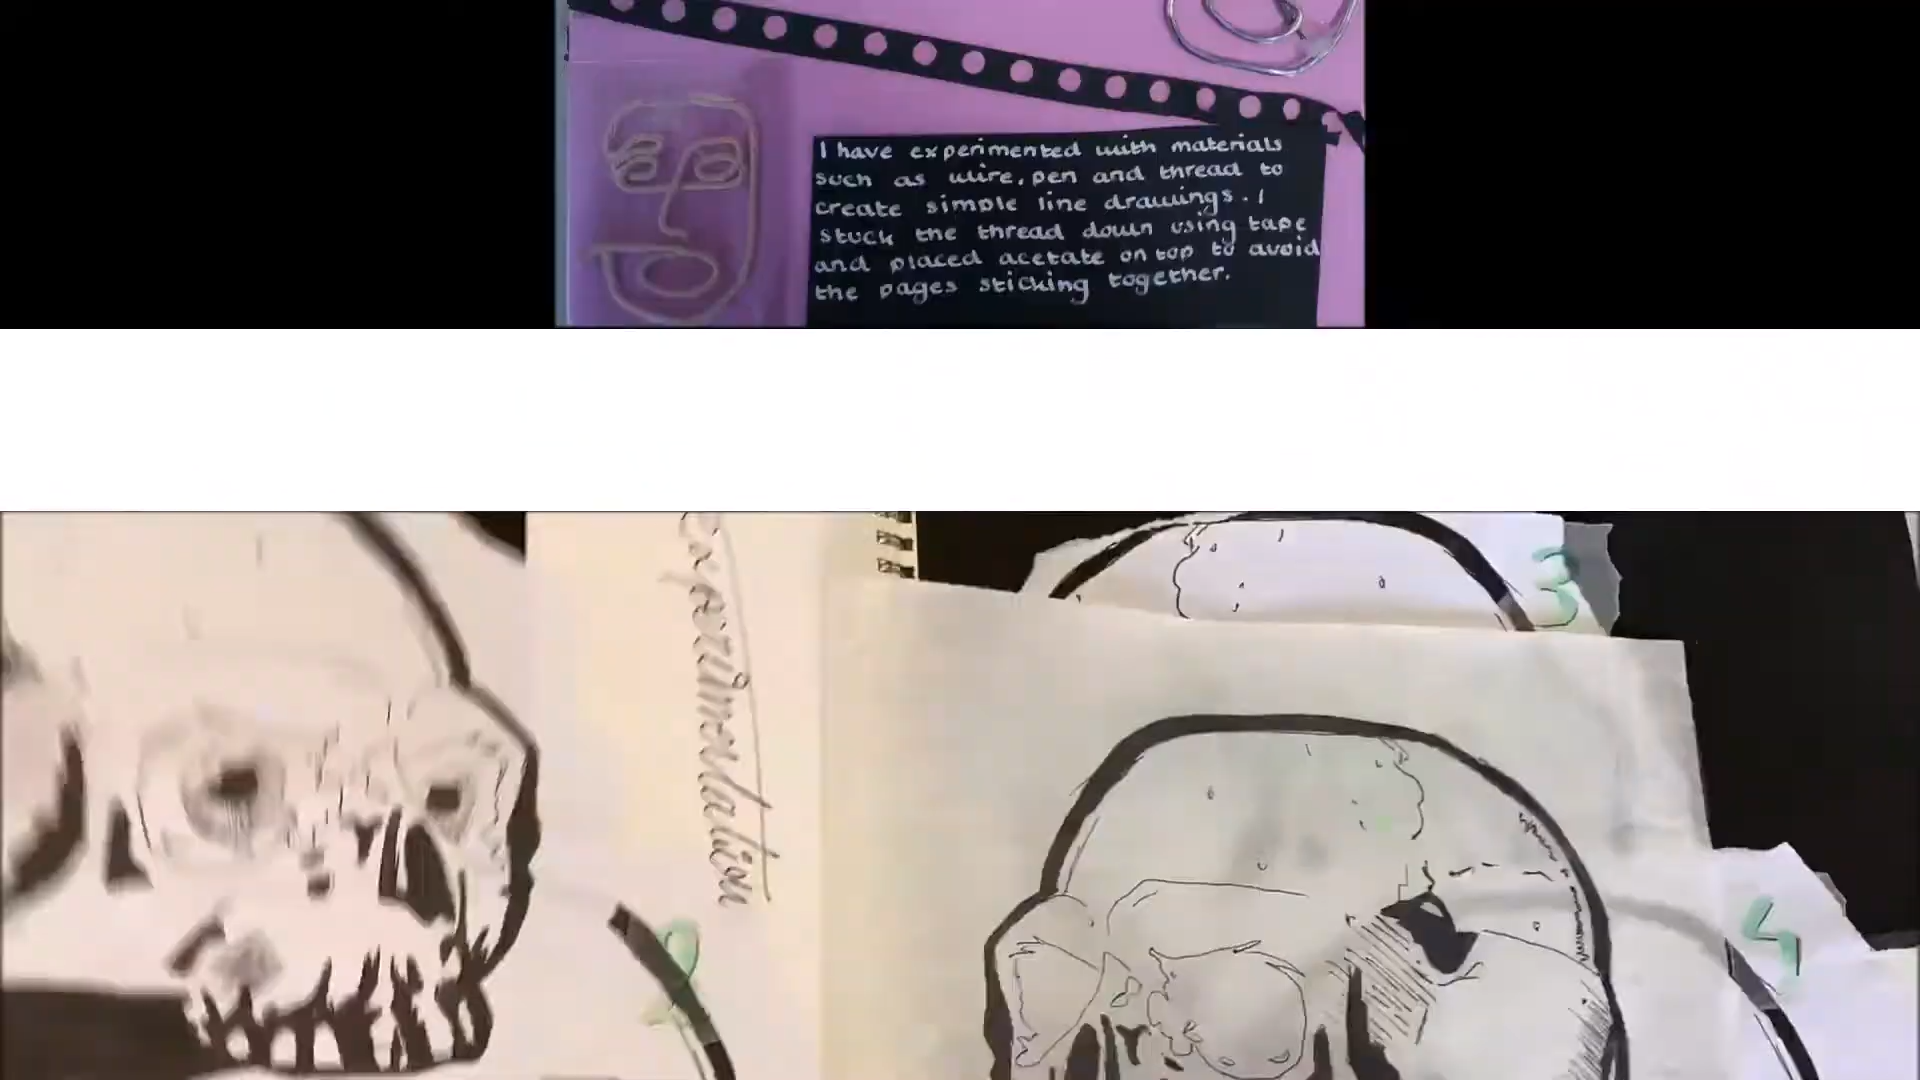 I have experimented with materials
such as wire, pen and thread to
create simple line drawings. I
stuck the thread down using tape
and placed acetate on top to avoid
the pages sticking together.
3
Experimentation
2
4